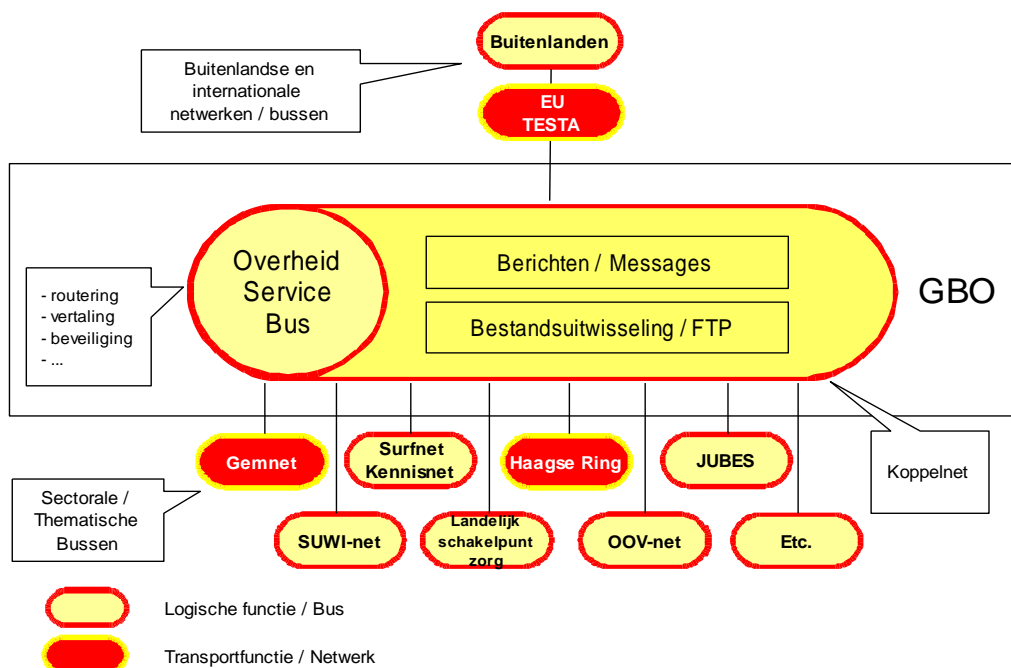 Buitenlanden
Buitenlandse en
internationale
netwerken / bussen
EU
TESTA
Overheid
Service
Bus
Berichten / Messages
Bestandsuitwisseling / FTP
GBO
- routering
- vertaling
- beveiliging
- ...
Gemnet
Surfnet
Kennisnet
Haagse Ring
JUBES
Koppelnet
Sectorale /
Thematische
Bussen
SUWI-net
Landelijk
schakelpunt
zorg
OOV-net
Etc.
Logische functie / Bus
Transportfunctie / Netwerk